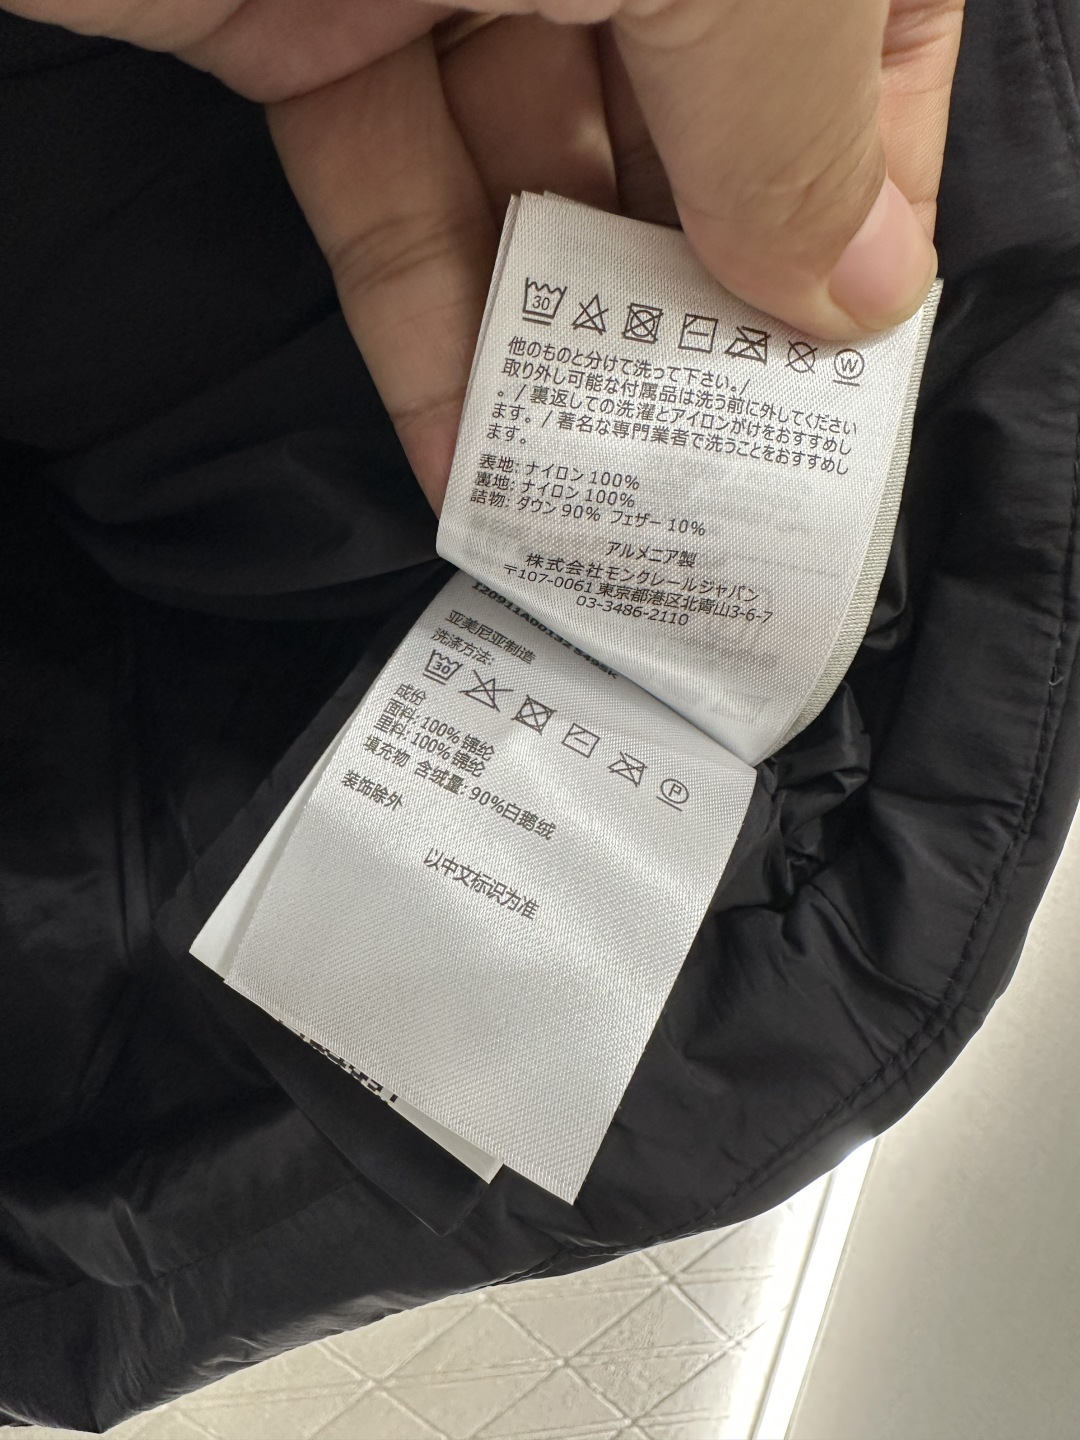 30
W
他のものと分けて洗って下さい。/
取り外し可能な付属品は洗う前に外してください
。/ 裏返しての洗濯とアイロンがけをおすすめし
ます。/ 著名な専門業者で洗うことをおすすめし
ます。
表地: ナイロン 100%
裏地: ナイロン 100%
詰物: ダウン 90% フェザー 10%
アルメニア製
株式会社モンクレールジャパン
〒107-0061 東京都港区北青山3-6-7
03-3486-2110
亚美尼亚制造
洗涤方法:
30
P
成份
面料: 100% 锦纶
里料: 100% 锦纶
填充物 含绒量: 90%白鹅绒
装饰除外
以中文标识为准